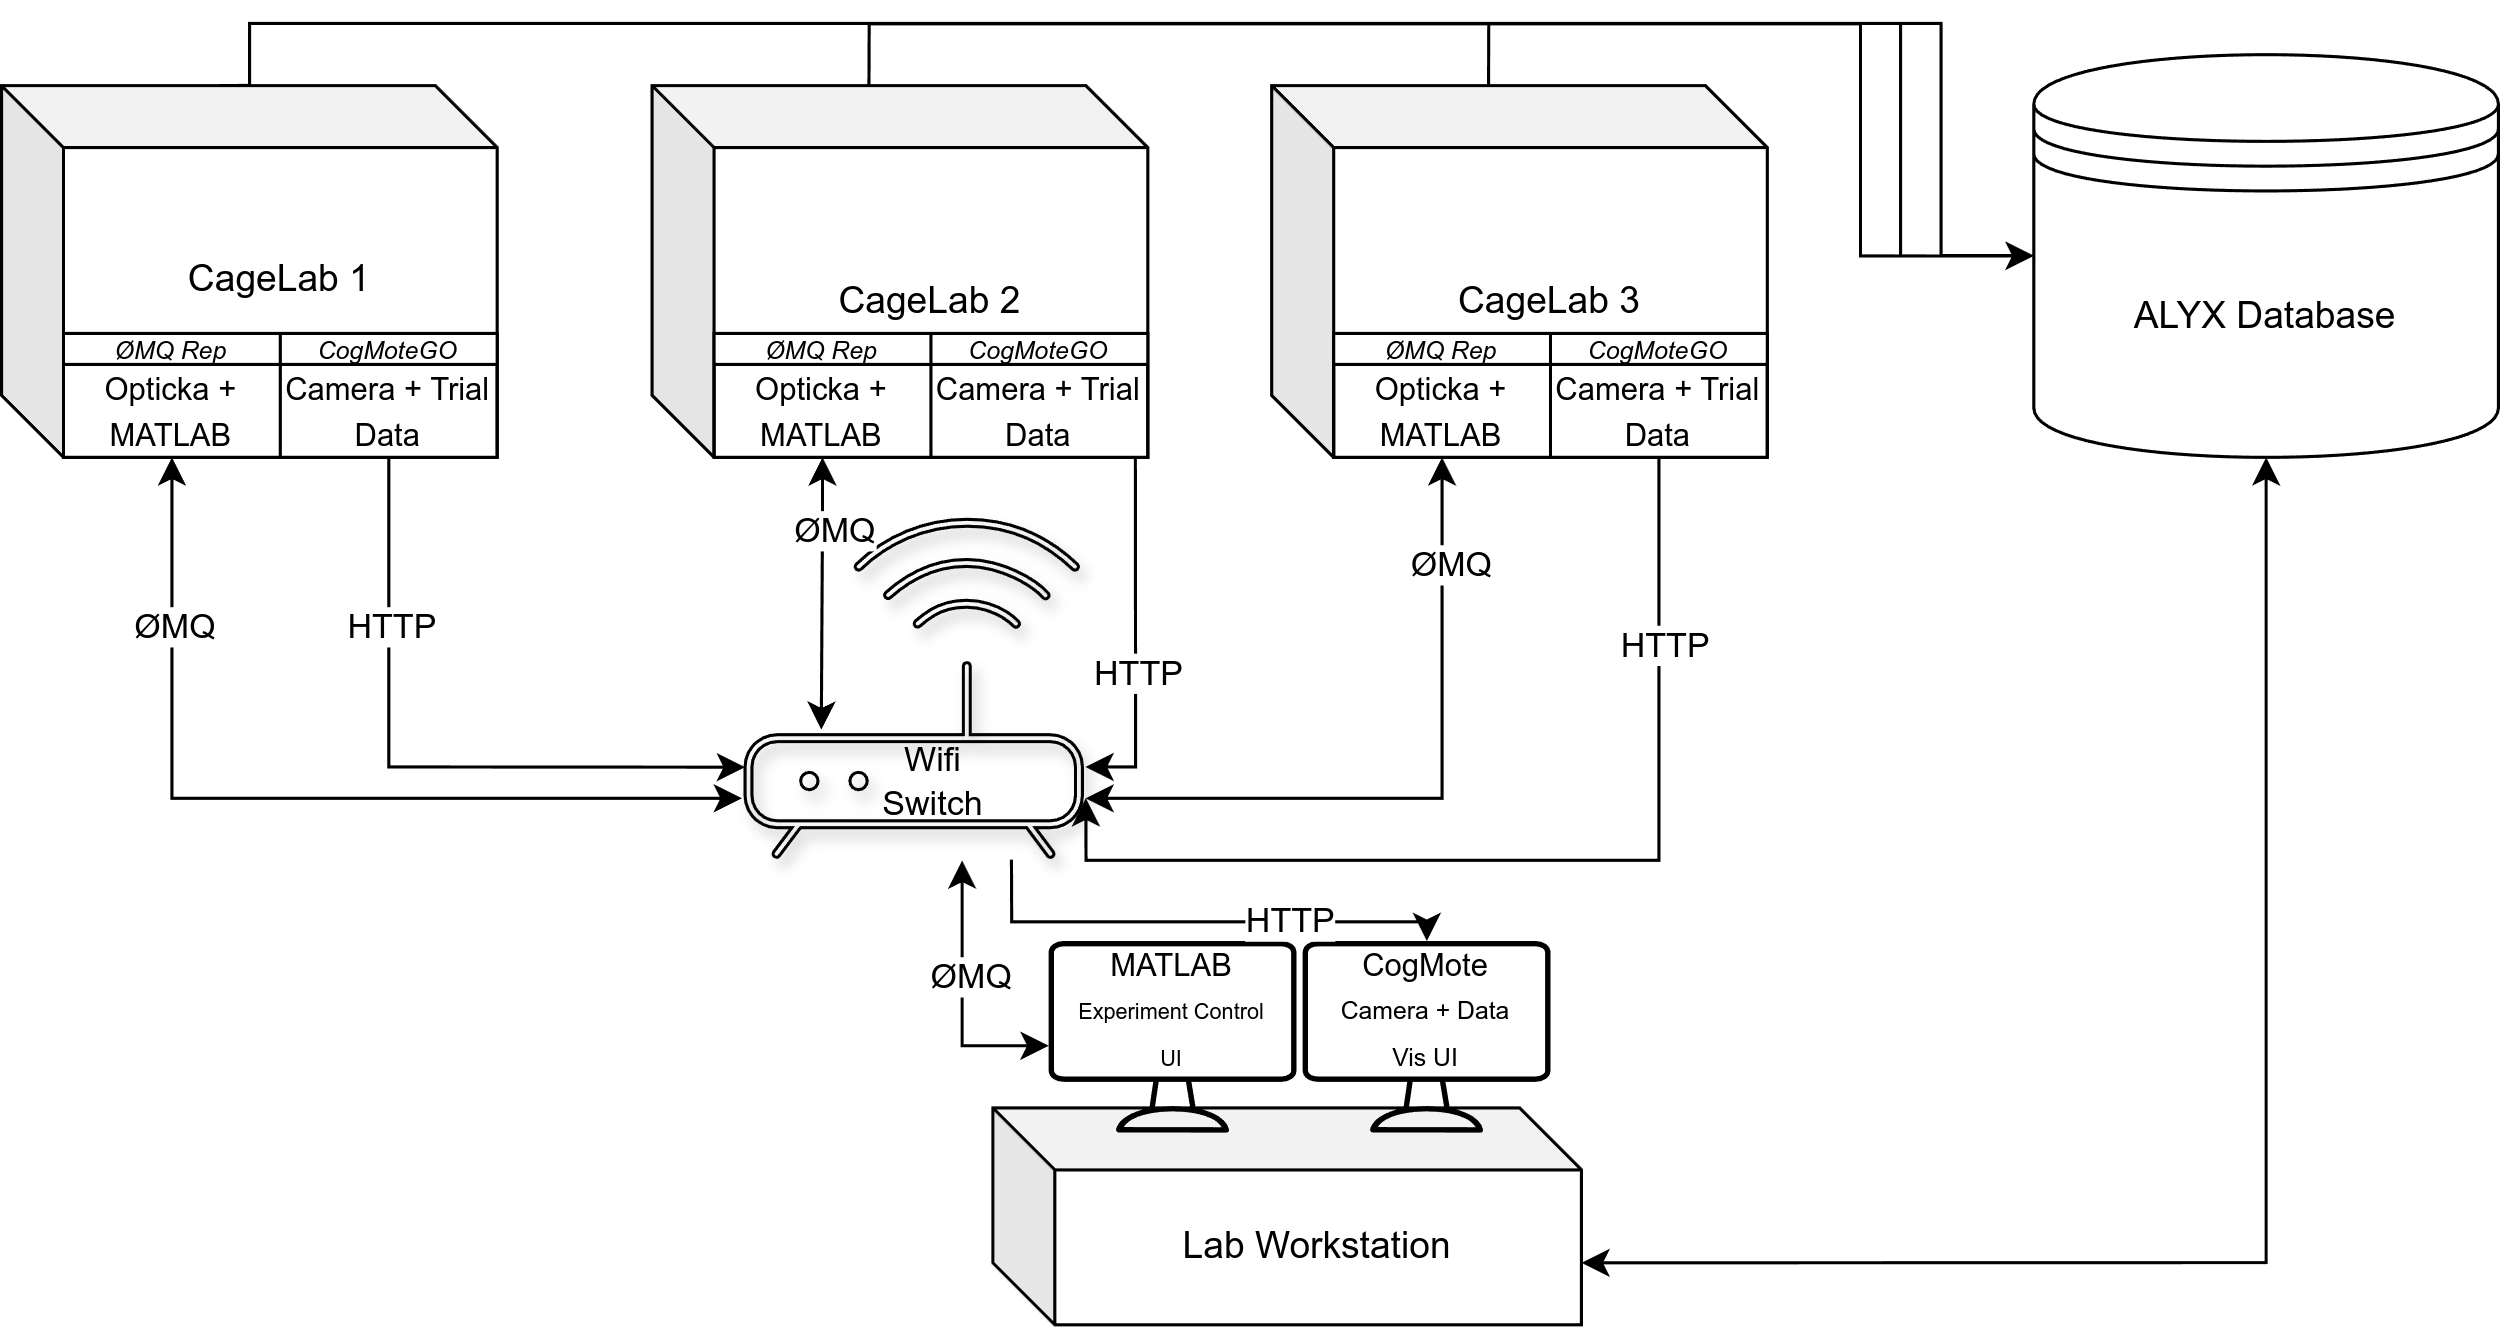 CageLab 1
ØMQ Rep
CogMoteGO
Opticka +
MATLAB
Camera + Trial
Data
CageLab 2
ØMQ Rep
CogMoteGO
Opticka +
MATLAB
Camera + Trial
Data
CageLab 3
ØMQ Rep
CogMoteGO
Opticka +
MATLAB
Camera + Trial
Data
ALYX Database
ØMQ
HTTP
ØMQ
HTTP
ØMQ
HTTP
Wifi
Switch
HTTP
ØMQ
MATLAB
Experiment Control
UI
CogMote
Camera + Data
Vis UI
Lab Workstation